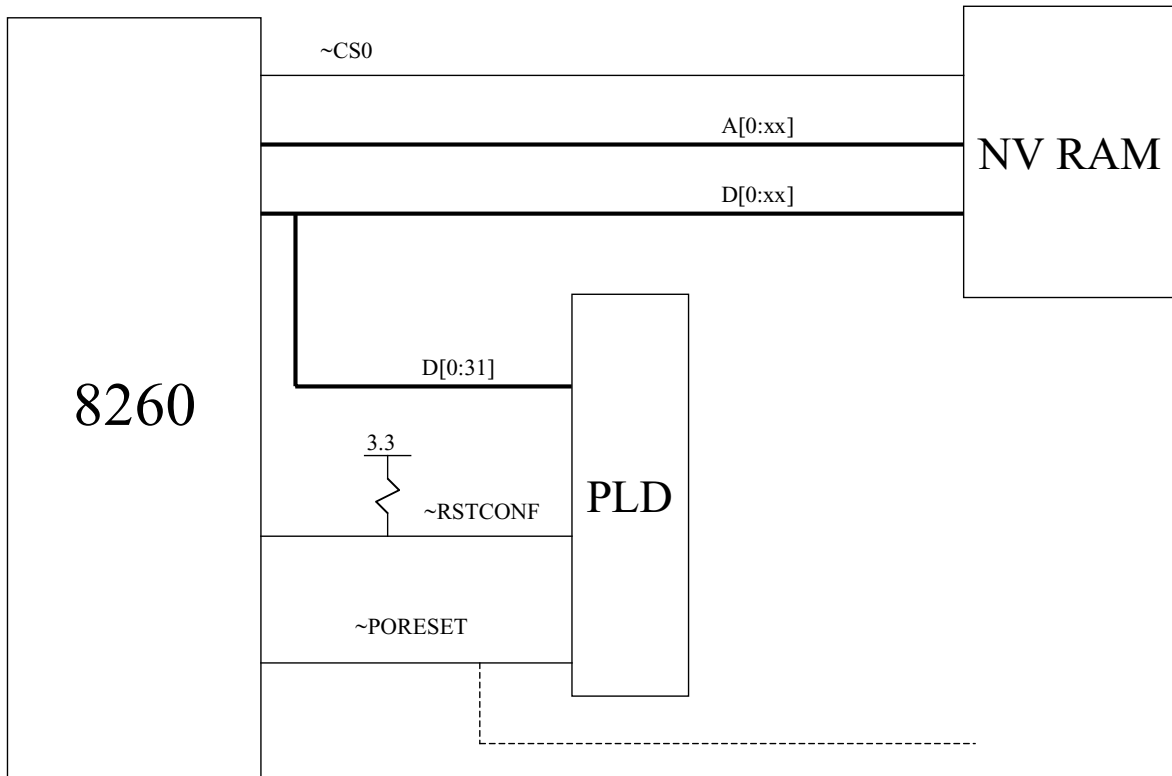 ~CS0
A[0:xx]
NV RAM
D[0:xx]
D[0:31]
8260
3.3
PLD
~RSTCONF
~PORESET